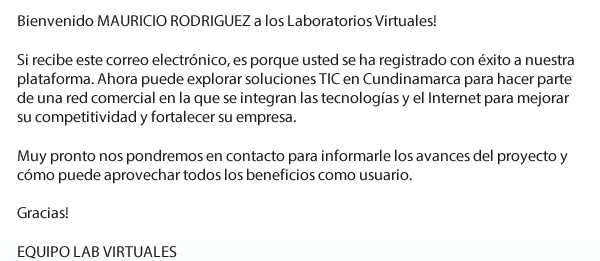 Bienvenido MAURICIO RODRIGUEZ a los Laboratorios Virtuales!
Si recibe este correo electrónico, es porque usted se ha registrado con éxito a nuestra
plataforma. Ahora puede explorar soluciones TIC en Cundinamarca para hacer parte
de una red comercial en la que se integran las tecnologías y el Internet para mejorar
su competitividad y fortalecer su empresa.
Muy pronto nos pondremos en contacto para informarle los avances del proyecto y
cómo puede aprovechar todos los beneficios como usuario.
Gracias!
EQUIPO LAB VIRTUALES